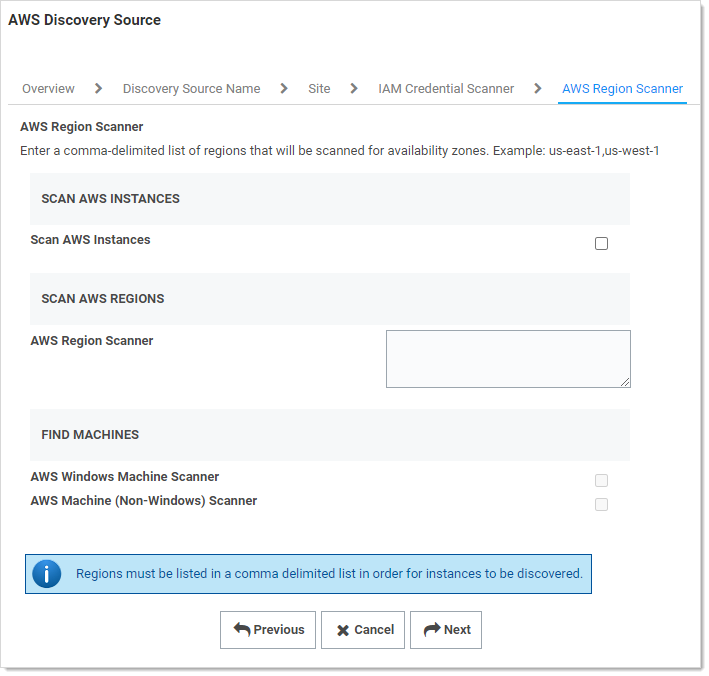 AWS Discovery Source
Overview > Discovery Source Name > Site > IAM Credential Scanner > AWS Region Scanner
AWS Region Scanner
Enter a comma-delimited list of regions that will be scanned for availability zones. Example: us-east-1,us-west-1
SCAN AWS INSTANCES
Scan AWS Instances
SCAN AWS REGIONS
AWS Region Scanner
FIND MACHINES
AWS Windows Machine Scanner
AWS Machine (Non-Windows) Scanner
Regions must be listed in a comma delimited list in order for instances to be discovered.
Previous Cancel Next